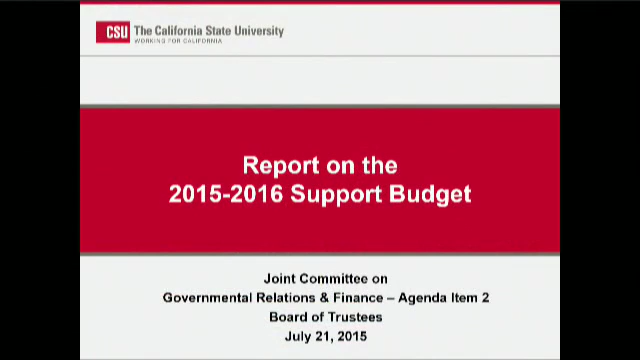 CSU The California State University
WORKING FOR CALIFORNIA
Report on the
2015-2016 Support Budget
Joint Committee on
Governmental Relations & Finance – Agenda Item 2
Board of Trustees
July 21, 2015